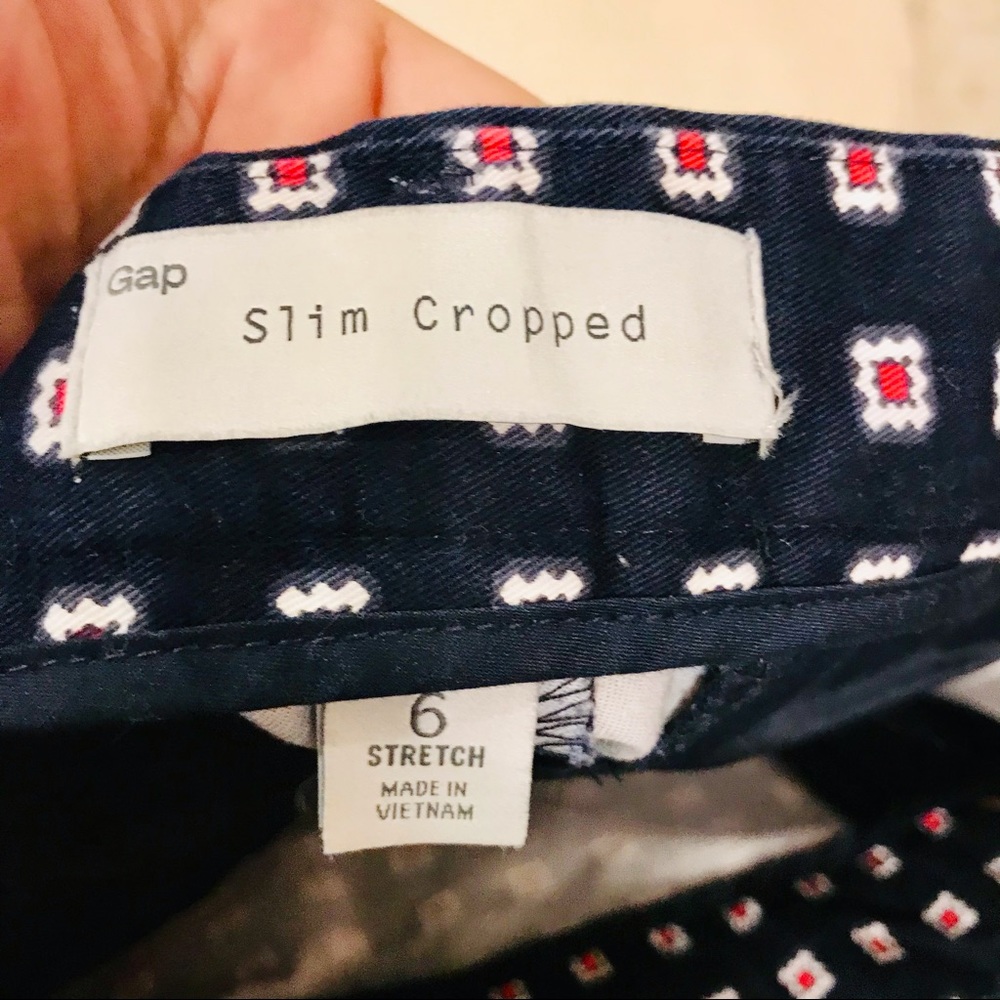 Gap
Slim Cropped
6
STRETCH
MADE IN
VIETNAM